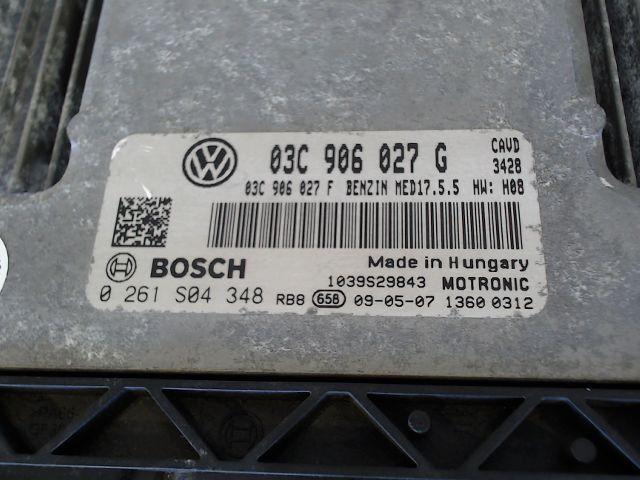 03C 906 027 G CAVD
3428
03C 906 027 F BENZIN MED17.5.5 HW: H08
BOSCH Made in Hungary
1039S29843 MOTRONIC
0 261 S04 348 RB8 658 09-05-07 1360 0312